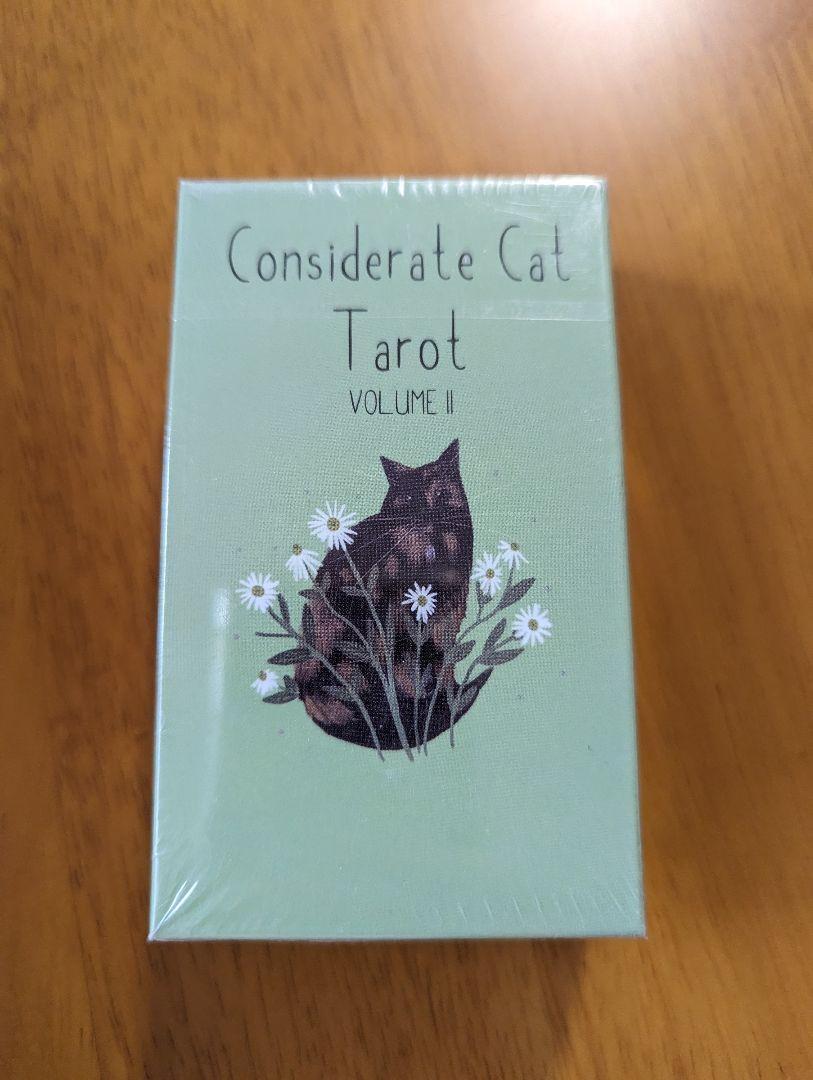 Considerate Cat
Tarot
VOLUME II